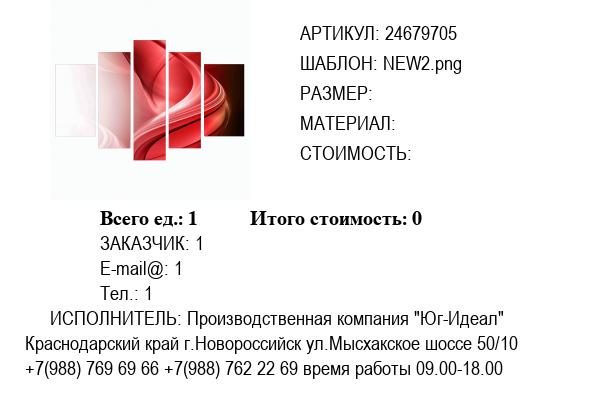 АРТИКУЛ: 24679705
ШАБЛОН: NEW2.png
РАЗМЕР:
МАТЕРИАЛ:
СТОИМОСТЬ:
Всего ед.: 1 Итого стоимость: 0
ЗАКАЗЧИК: 1
E-mail@: 1
Тел.: 1
ИСПОЛНИТЕЛЬ: Производственная компания "Юг-Идеал"
Краснодарский край г.Новороссийск ул.Мысхакское шоссе 50/10
+7(988) 769 69 66 +7(988) 762 22 69 время работы 09.00-18.00